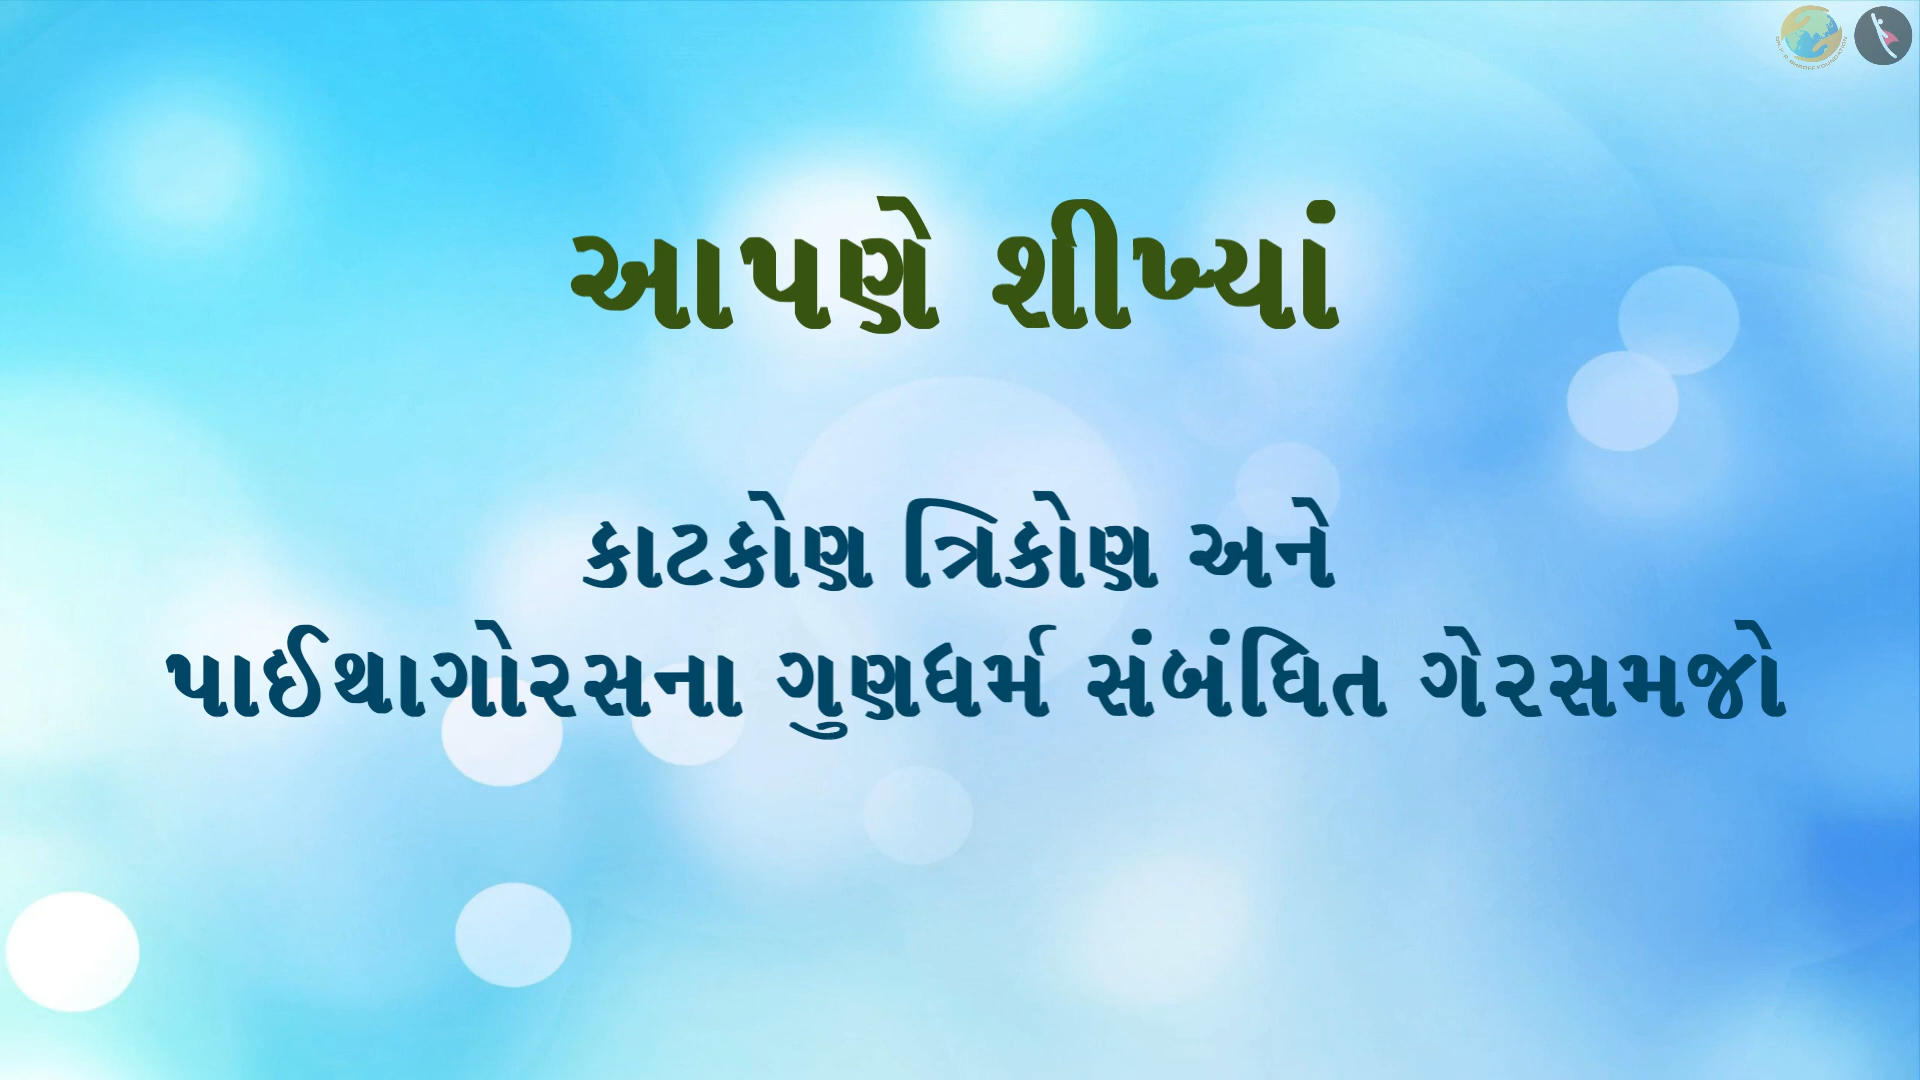 આપણે શીખ્યાં
કાટકોણ ત્રિકોણ અને
પાઈથાગોરસના ગુણધર્મ સંબંધિત ગેરસમજો